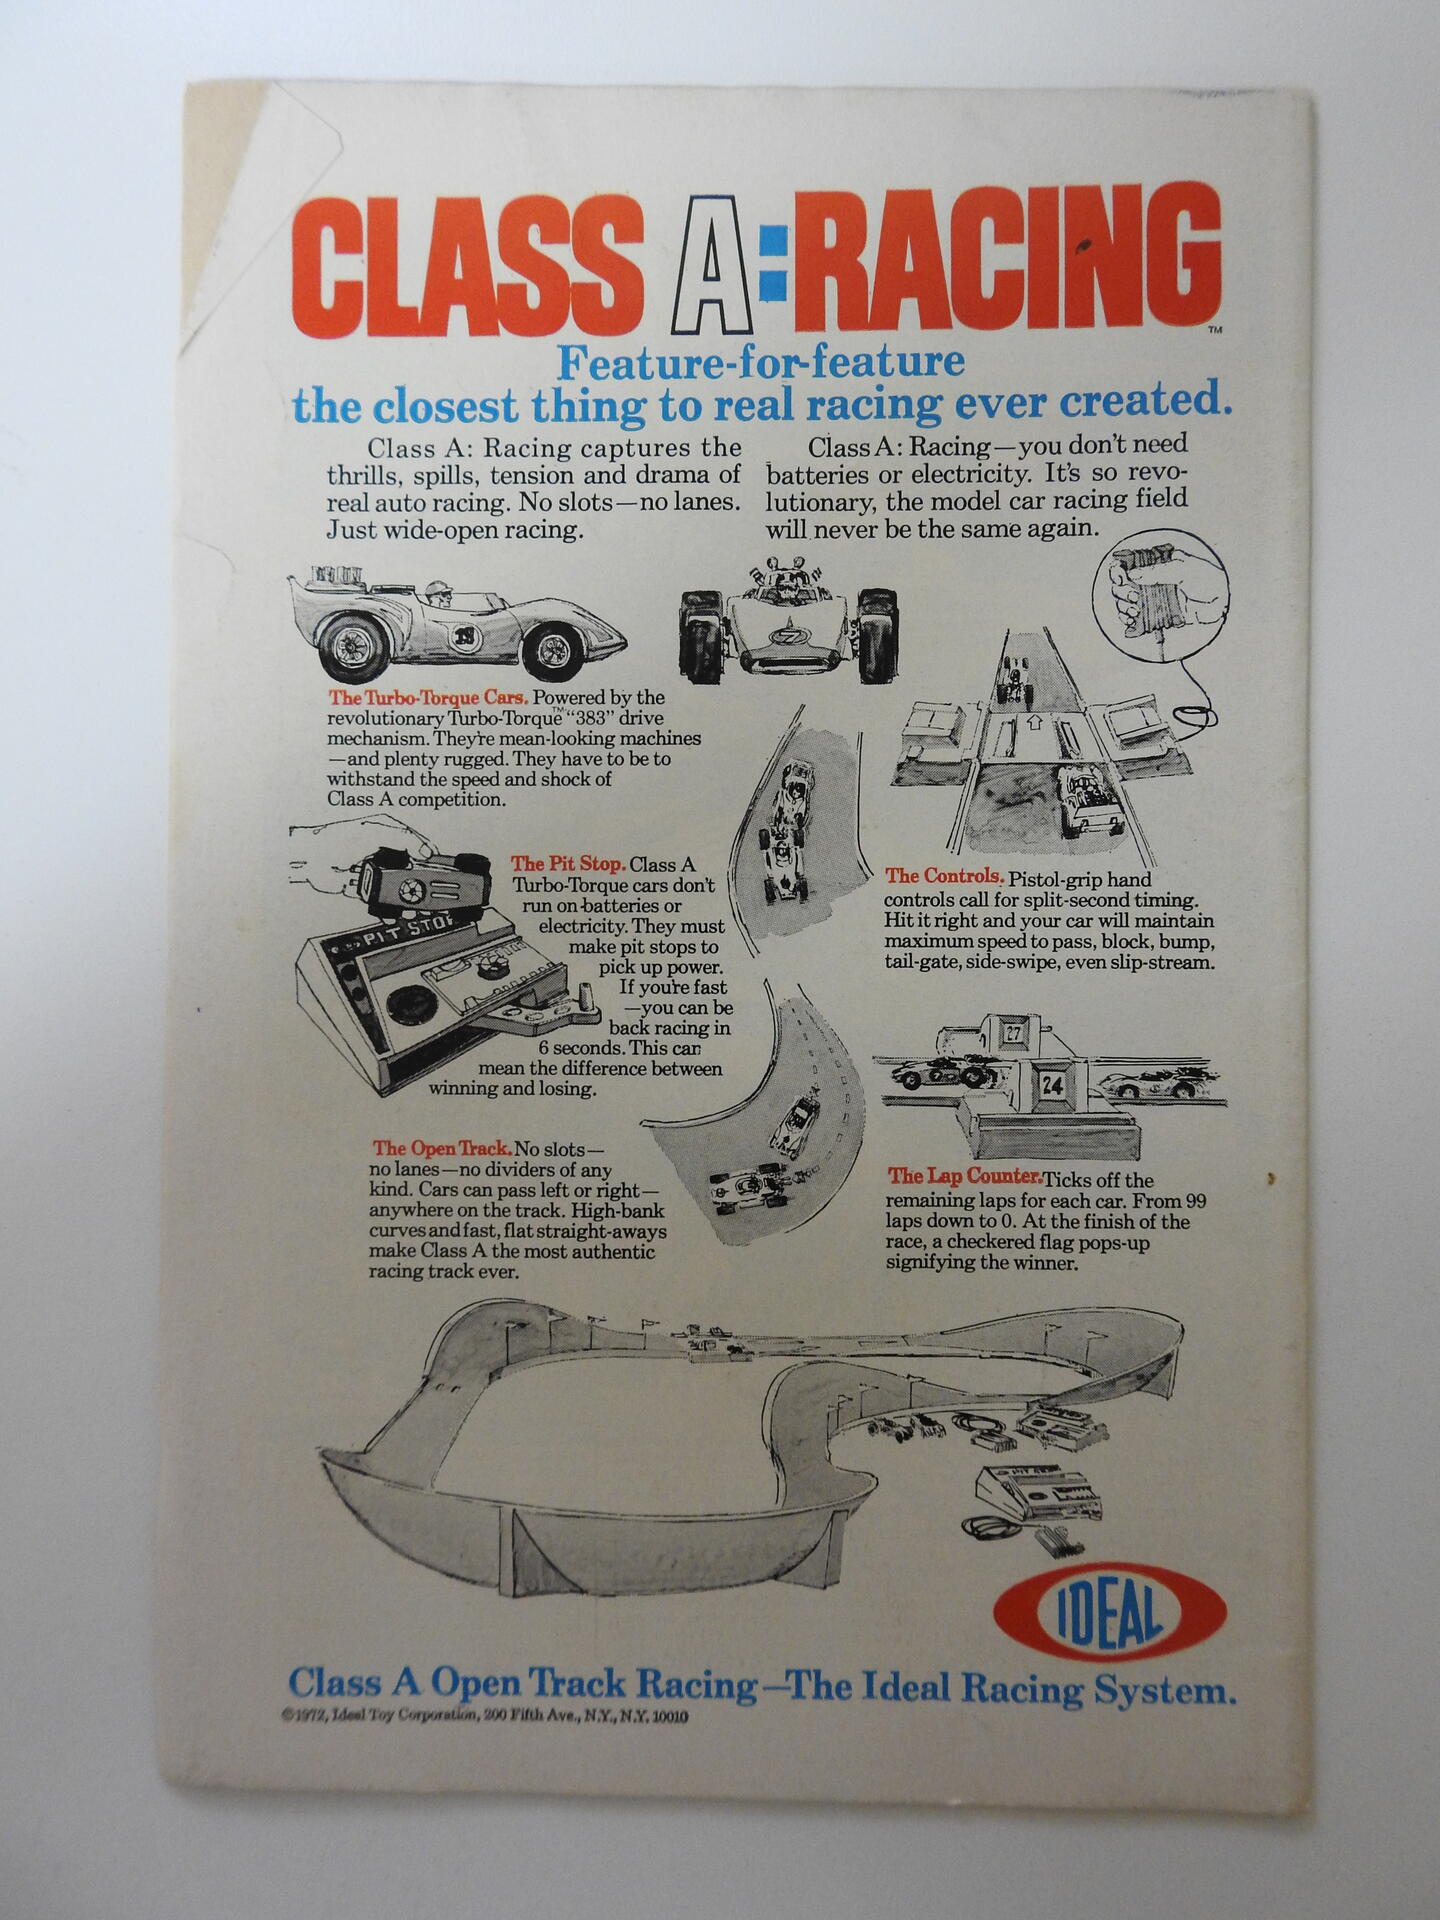 CLASS A:RACING
TM
Feature-for-feature
the closest thing to real racing ever created.
Class A: Racing captures the
thrills, spills, tension and drama of
real auto racing. No slots—no lanes.
Just wide-open racing.
Class A: Racing—you don't need
batteries or electricity. It's so revo-
lutionary, the model car racing field
will never be the same again.
The Turbo-Torque Cars. Powered by the
revolutionary Turbo-Torque™ "383" drive
mechanism. They're mean-looking machines
—and plenty rugged. They have to be to
withstand the speed and shock of
Class A competition.
PIT STOP
The Pit Stop. Class A
Turbo-Torque cars don't
run on batteries or
electricity. They must
make pit stops to
pick up power.
If you're fast
—you can be
back racing in
6 seconds. This can
mean the difference between
winning and losing.
The Controls. Pistol-grip hand
controls call for split-second timing.
Hit it right and your car will maintain
maximum speed to pass, block, bump,
tail-gate, side-swipe, even slip-stream.
27
24
The Open Track. No slots—
no lanes—no dividers of any
kind. Cars can pass left or right—
anywhere on the track. High-bank
curves and fast, flat straight-aways
make Class A the most authentic
racing track ever.
The Lap Counter. Ticks off the
remaining laps for each car. From 99
laps down to 0. At the finish of the
race, a checkered flag pops-up
signifying the winner.
IDEAL
Class A Open Track Racing—The Ideal Racing System.
©1972, Ideal Toy Corporation, 200 Fifth Ave., N.Y., N.Y. 10010